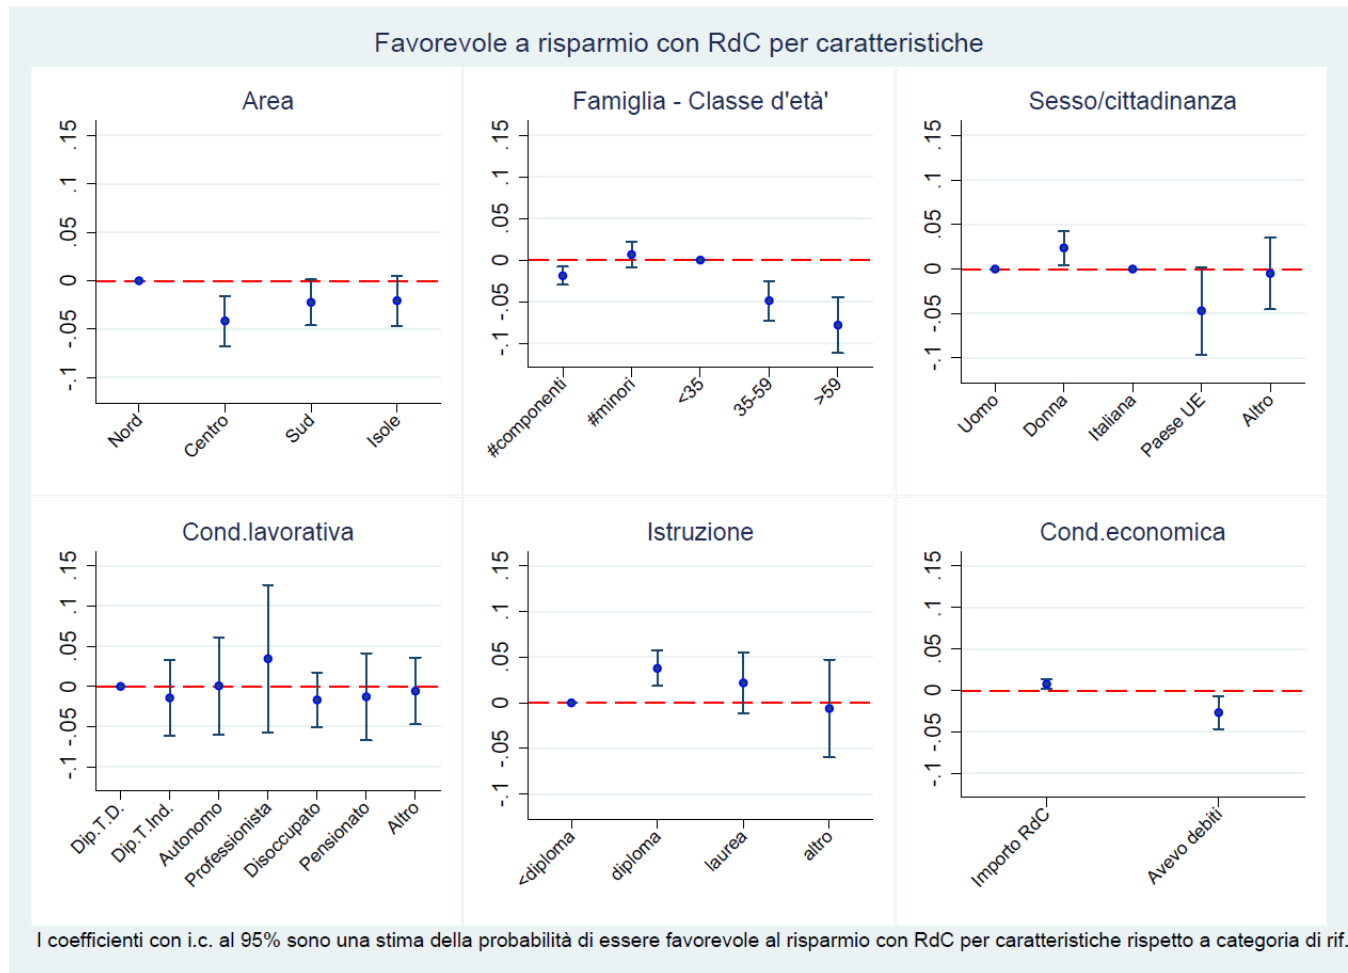 Favorevole a risparmio con RdC per caratteristiche
Area
.15
.1
.05
0
-.05
-.1
Nord
Centro
Sud
Isole
Famiglia - Classe d'età'
.15
.1
.05
0
-.05
-.1
#componenti
#minori
<35
35-59
>59
Sesso/cittadinanza
.15
.1
.05
0
-.05
-.1
Uomo
Donna
Italiana
Paese UE
Altro
Cond.lavorativa
.15
.1
.05
0
-.05
-.1
Dip.T.D.
Dip.T.Ind.
Autonomo
Professionista
Disoccupato
Pensionato
Altro
Istruzione
.15
.1
.05
0
-.05
-.1
<diploma
diploma
laurea
altro
Cond.economica
.15
.1
.05
0
-.05
-.1
Importo RdC
Avevo debiti
I coefficienti con i.c. al 95% sono una stima della probabilità di essere favorevole al risparmio con RdC per caratteristiche rispetto a categoria di rif.